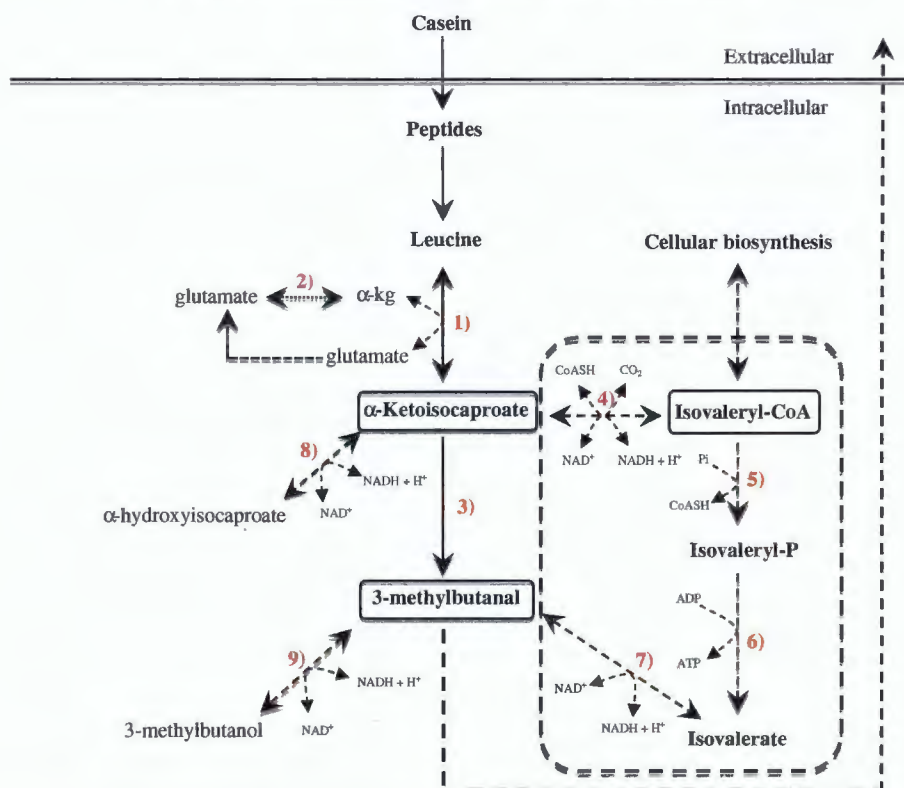 Casein
Extracellular
Intracellular
Peptides
Leucine
Cellular biosynthesis
glutamate
2)
α-kg
1)
glutamate
CoASH
CO₂
4)
α-Ketoisocaproate
Isovaleryl-CoA
NAD⁺
NADH + H⁺
Pi
5)
CoASH
8)
NADH + H⁺
NAD⁺
α-hydroxyisocaproate
3)
Isovaleryl-P
3-methylbutanal
ADP
6)
ATP
9)
NADH + H⁺
NAD⁺
3-methylbutanol
7)
NAD⁺
NADH + H⁺
Isovalerate